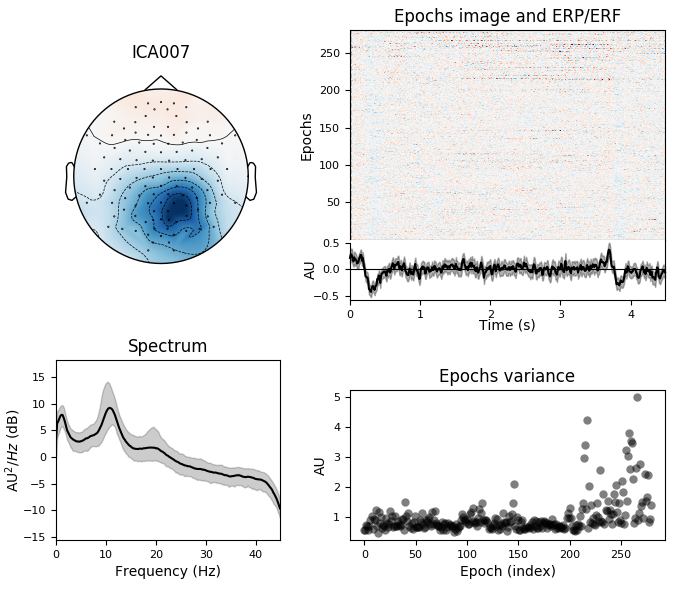 ICA007
Epochs image and ERP/ERF
Epochs
250
200
150
100
50
AU
0.5
0.0
−0.5
0 1 2 3 4
Time (s)
Spectrum
AU²/Hz (dB)
15
10
5
0
−5
−10
−15
0 10 20 30 40
Frequency (Hz)
Epochs variance
AU
5
4
3
2
1
0 50 100 150 200 250
Epoch (index)